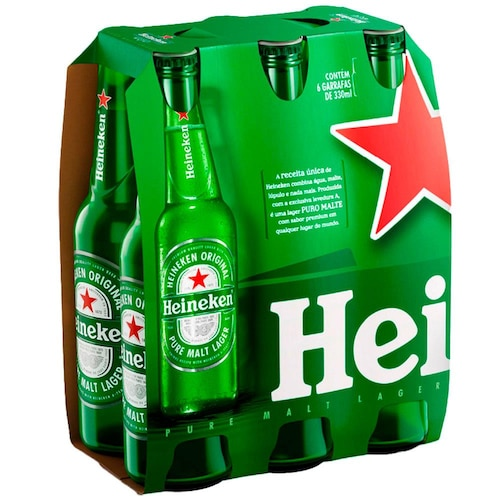 CONTÉM
6 GARRAFAS
DE 330ml
A receita única de
Heineken combina água, malte,
lúpulo e nada mais. Produzida
com a exclusiva levedura A,
é uma lager PURO MALTE
com sabor premium em
qualquer lugar do mundo.
Heineken
HEINEKEN ORIGINAL
Heineken
PURE MALT LAGER
Heineken
HEINEKEN ORIGINAL
Heineken
MALT LAGER
Hei
PURE MALT LAGER